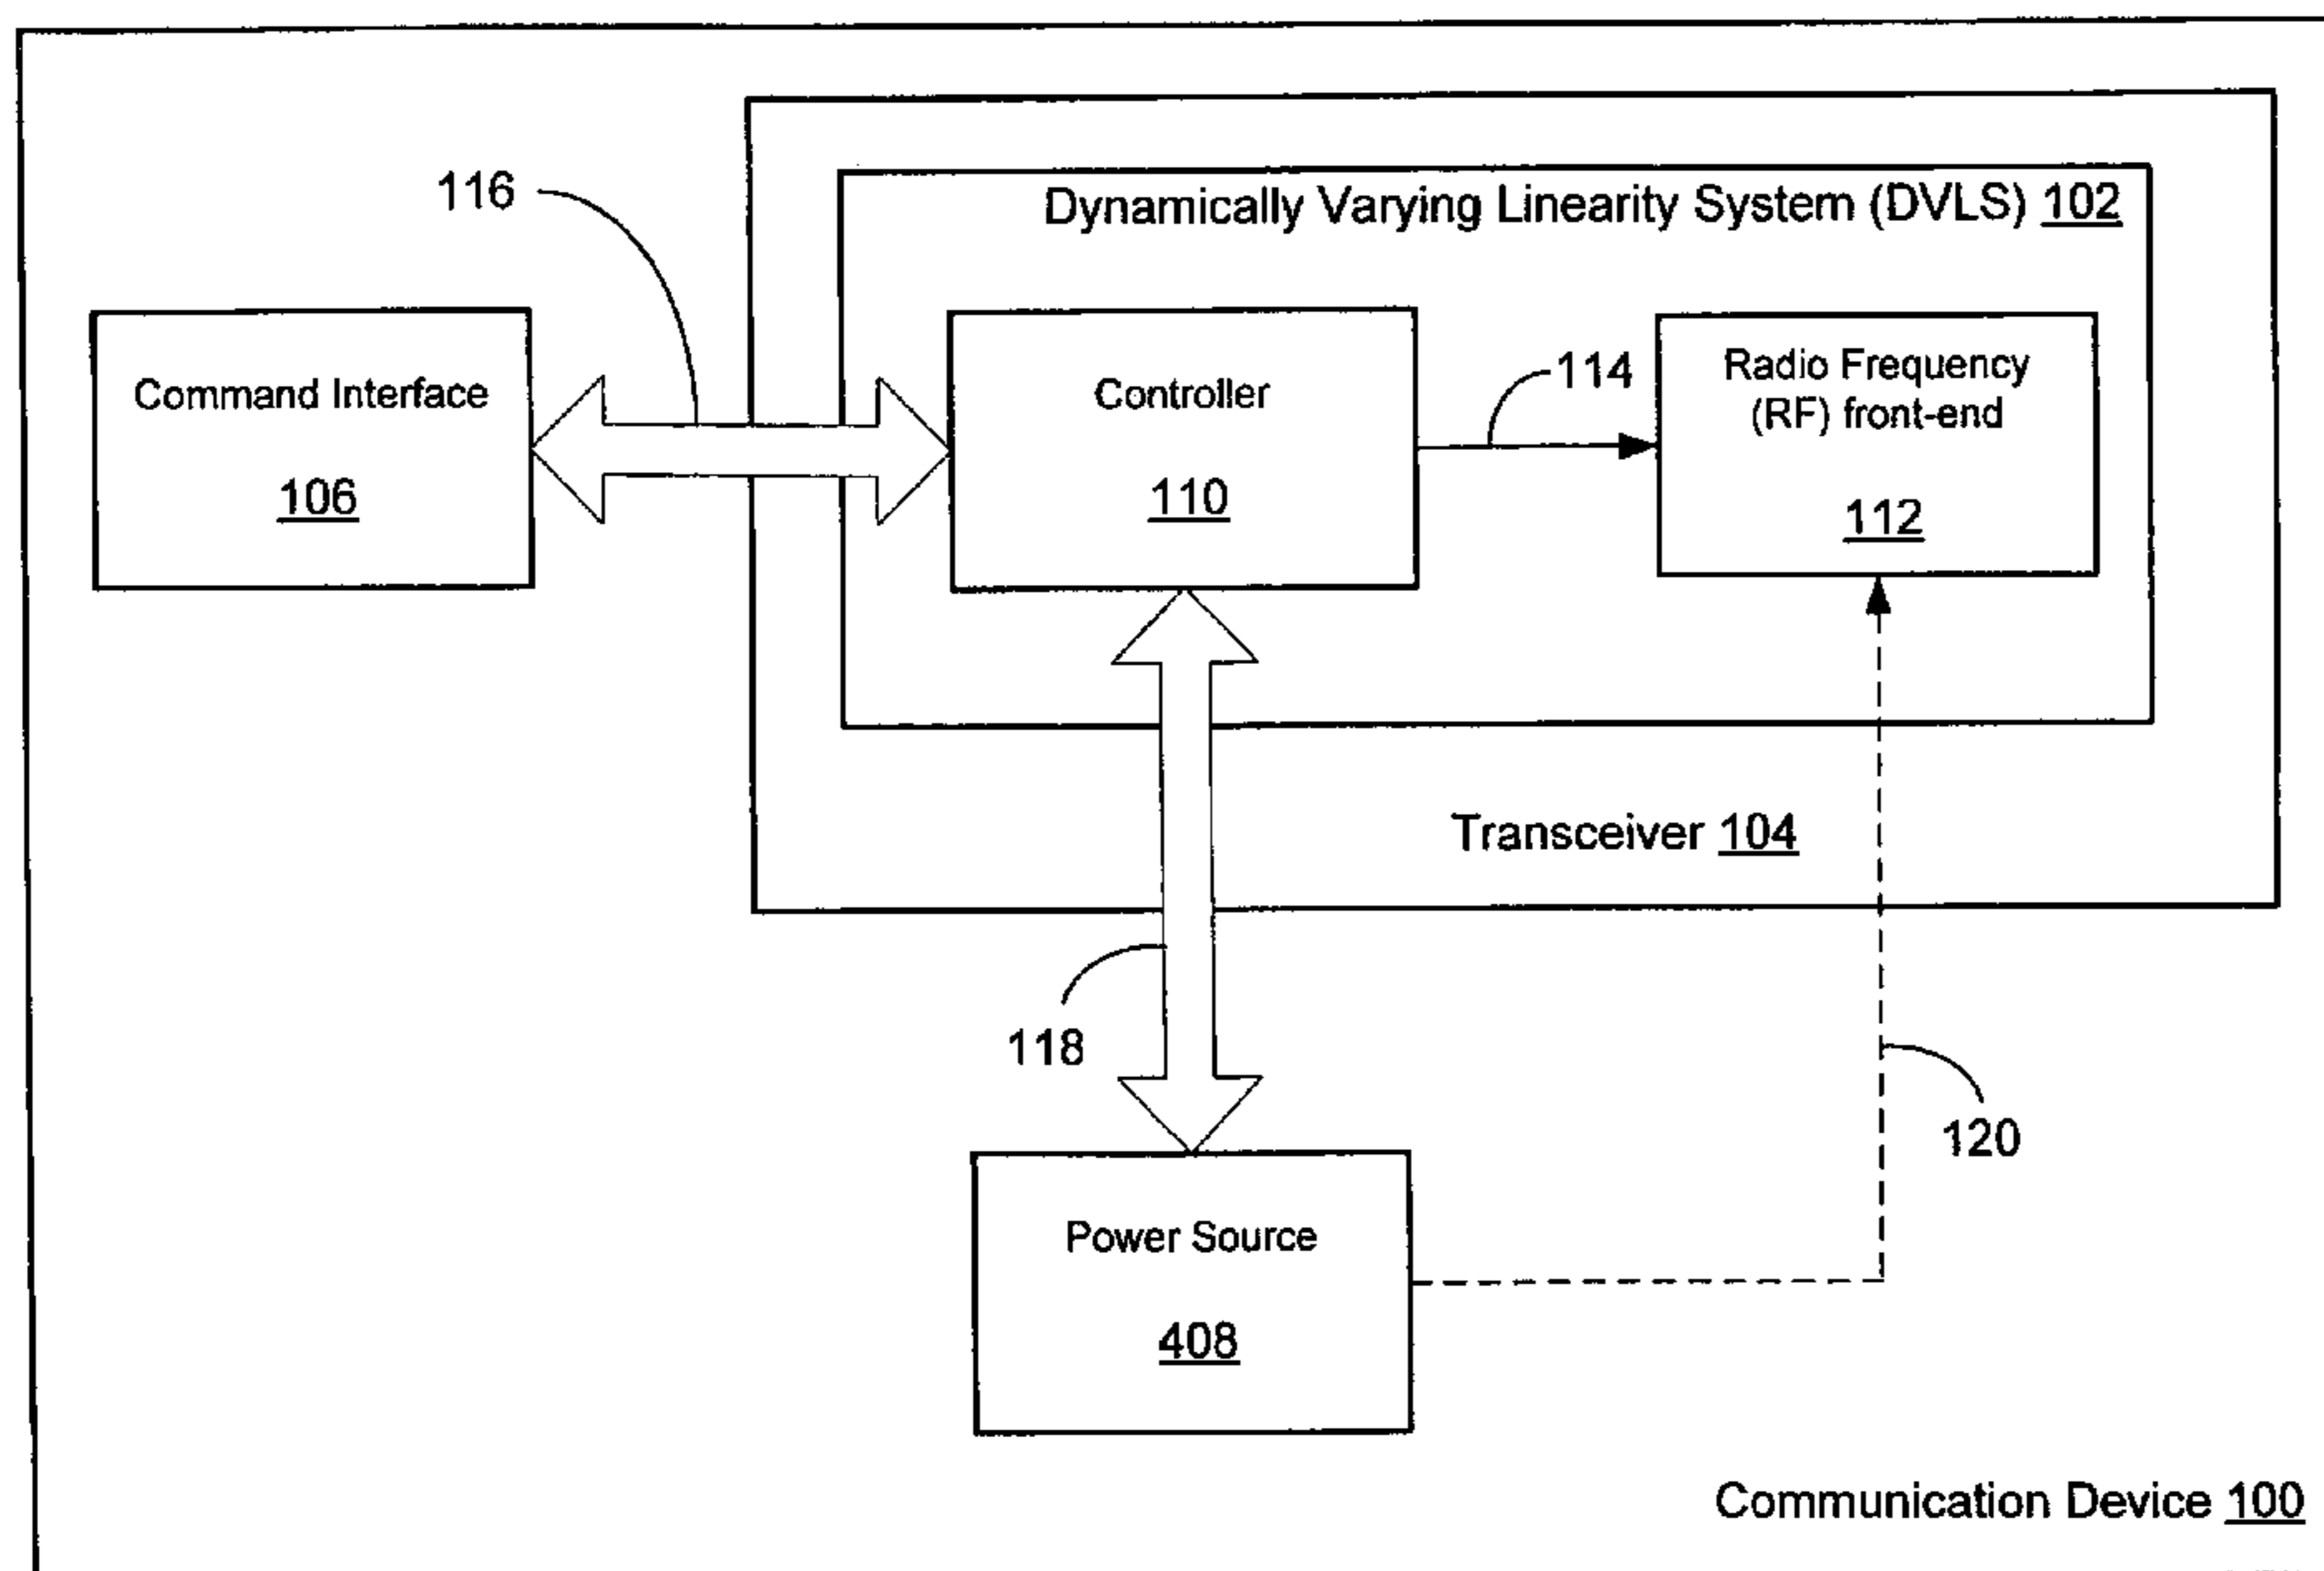 116
Dynamically Varying Linearity System (DVLS) 102
Command Interface
106
Controller
110
114
Radio Frequency
(RF) front-end
112
Transceiver 104
118
120
Power Source
408
Communication Device 100